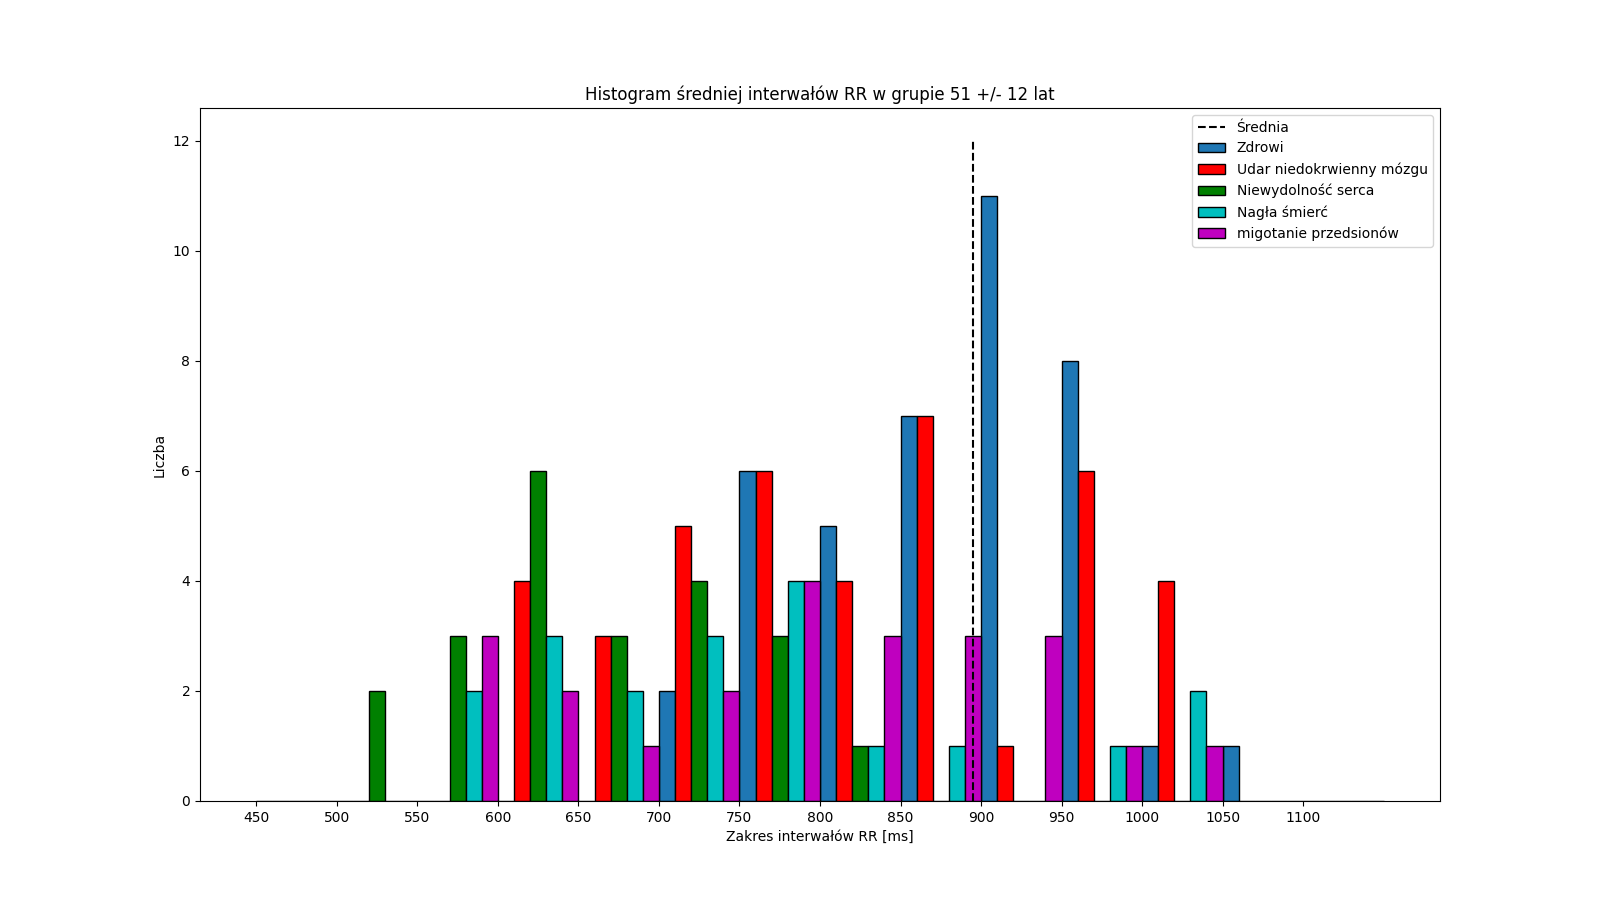 Histogram średniej interwałów RR w grupie 51 +/- 12 lat
Średnia
Zdrowi
Udar niedokrwienny mózgu
Niewydolność serca
Nagła śmierć
migotanie przedsionów
12
10
8
6
4
2
0
Liczba
450 500 550 600 650 700 750 800 850 900 950 1000 1050 1100
Zakres interwałów RR [ms]